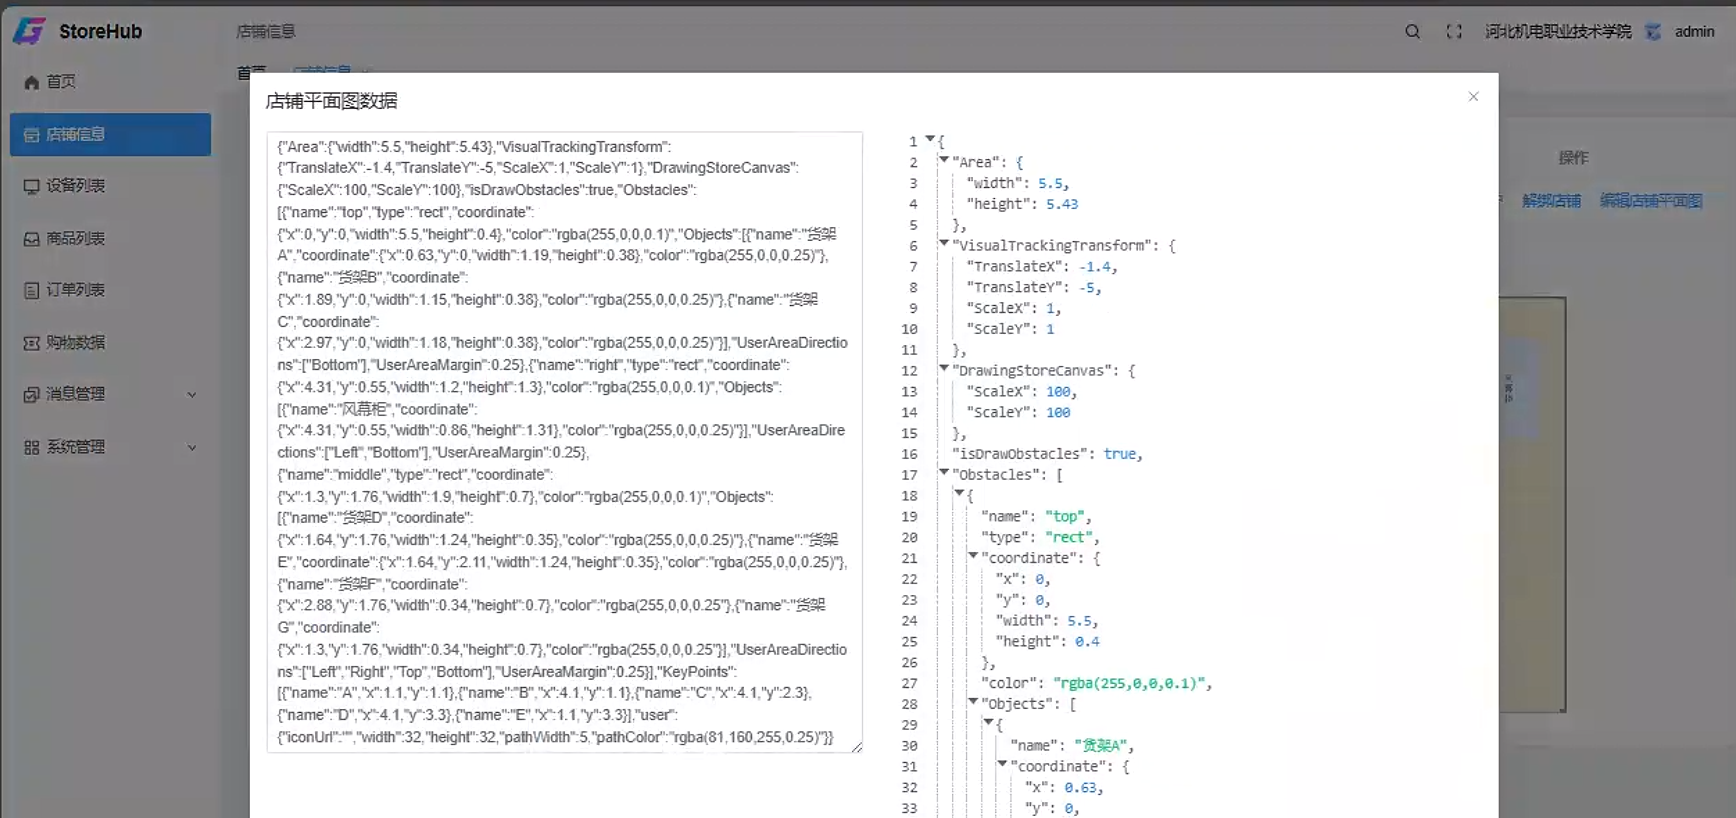 StoreHub
店铺信息
河北机电职业技术学院
admin
首页
店铺信息
设备列表
商品列表
订单列表
购物数据
消息管理
系统管理
首页
店铺信息
操作
解绑店铺
编辑店铺平面图
店铺平面图数据
{"Area":{"width":5.5,"height":5.43},"VisualTrackingTransform":
{"TranslateX":-1.4,"TranslateY":-5,"ScaleX":1,"ScaleY":1},"DrawingStoreCanvas":
{"ScaleX":100,"ScaleY":100},"isDrawObstacles":true,"Obstacles":
[{"name":"top","type":"rect","coordinate":
{"x":0,"y":0,"width":5.5,"height":0.4},"color":"rgba(255,0,0,0.1)","Objects":[{"name":"货架
A","coordinate":{"x":0.63,"y":0,"width":1.19,"height":0.38},"color":"rgba(255,0,0,0.25)"},
{"name":"货架B","coordinate":
{"x":1.89,"y":0,"width":1.15,"height":0.38},"color":"rgba(255,0,0,0.25)"},{"name":"货架
C","coordinate":
{"x":2.97,"y":0,"width":1.18,"height":0.38},"color":"rgba(255,0,0,0.25)"}],"UserAreaDirectio
ns":["Bottom"],"UserAreaMargin":0.25},{"name":"right","type":"rect","coordinate":
{"x":4.31,"y":0.55,"width":1.2,"height":1.3},"color":"rgba(255,0,0,0.1)","Objects":
[{"name":"风幕柜","coordinate":
{"x":4.31,"y":0.55,"width":0.86,"height":1.31},"color":"rgba(255,0,0,0.25)"}],"UserAreaDire
ctions":["Left","Bottom"],"UserAreaMargin":0.25},
{"name":"middle","type":"rect","coordinate":
{"x":1.3,"y":1.76,"width":1.9,"height":0.7},"color":"rgba(255,0,0,0.1)","Objects":
[{"name":"货架D","coordinate":
{"x":1.64,"y":1.76,"width":1.24,"height":0.35},"color":"rgba(255,0,0,0.25)"},{"name":"货架
E","coordinate":{"x":1.64,"y":2.11,"width":1.24,"height":0.35},"color":"rgba(255,0,0,0.25)"},
{"name":"货架F","coordinate":
{"x":2.88,"y":1.76,"width":0.34,"height":0.7},"color":"rgba(255,0,0,0.25"},{"name":"货架
G","coordinate":
{"x":1.3,"y":1.76,"width":0.34,"height":0.7},"color":"rgba(255,0,0,0.25"}],"UserAreaDirectio
ns":["Left","Right","Top","Bottom"],"UserAreaMargin":0.25}],"KeyPoints":
[{"name":"A","x":1.1,"y":1.1},{"name":"B","x":4.1,"y":1.1},{"name":"C","x":4.1,"y":2.3},
{"name":"D","x":4.1,"y":3.3},{"name":"E","x":1.1,"y":3.3}],"user":
{"iconUrl":"","width":32,"height":32,"pathWidth":5,"pathColor":"rgba(81,160,255,0.25)"}}
1 {
2 "Area": {
3 "width": 5.5,
4 "height": 5.43
5 },
6 "VisualTrackingTransform": {
7 "TranslateX": -1.4,
8 "TranslateY": -5,
9 "ScaleX": 1,
10 "ScaleY": 1
11 },
12 "DrawingStoreCanvas": {
13 "ScaleX": 100,
14 "ScaleY": 100
15 },
16 "isDrawObstacles": true,
17 "Obstacles": [
18 {
19 "name": "top",
20 "type": "rect",
21 "coordinate": {
22 "x": 0,
23 "y": 0,
24 "width": 5.5,
25 "height": 0.4
26 },
27 "color": "rgba(255,0,0,0.1)",
28 "Objects": [
29 {
30 "name": "货架A",
31 "coordinate": {
32 "x": 0.63,
33 "y": 0,